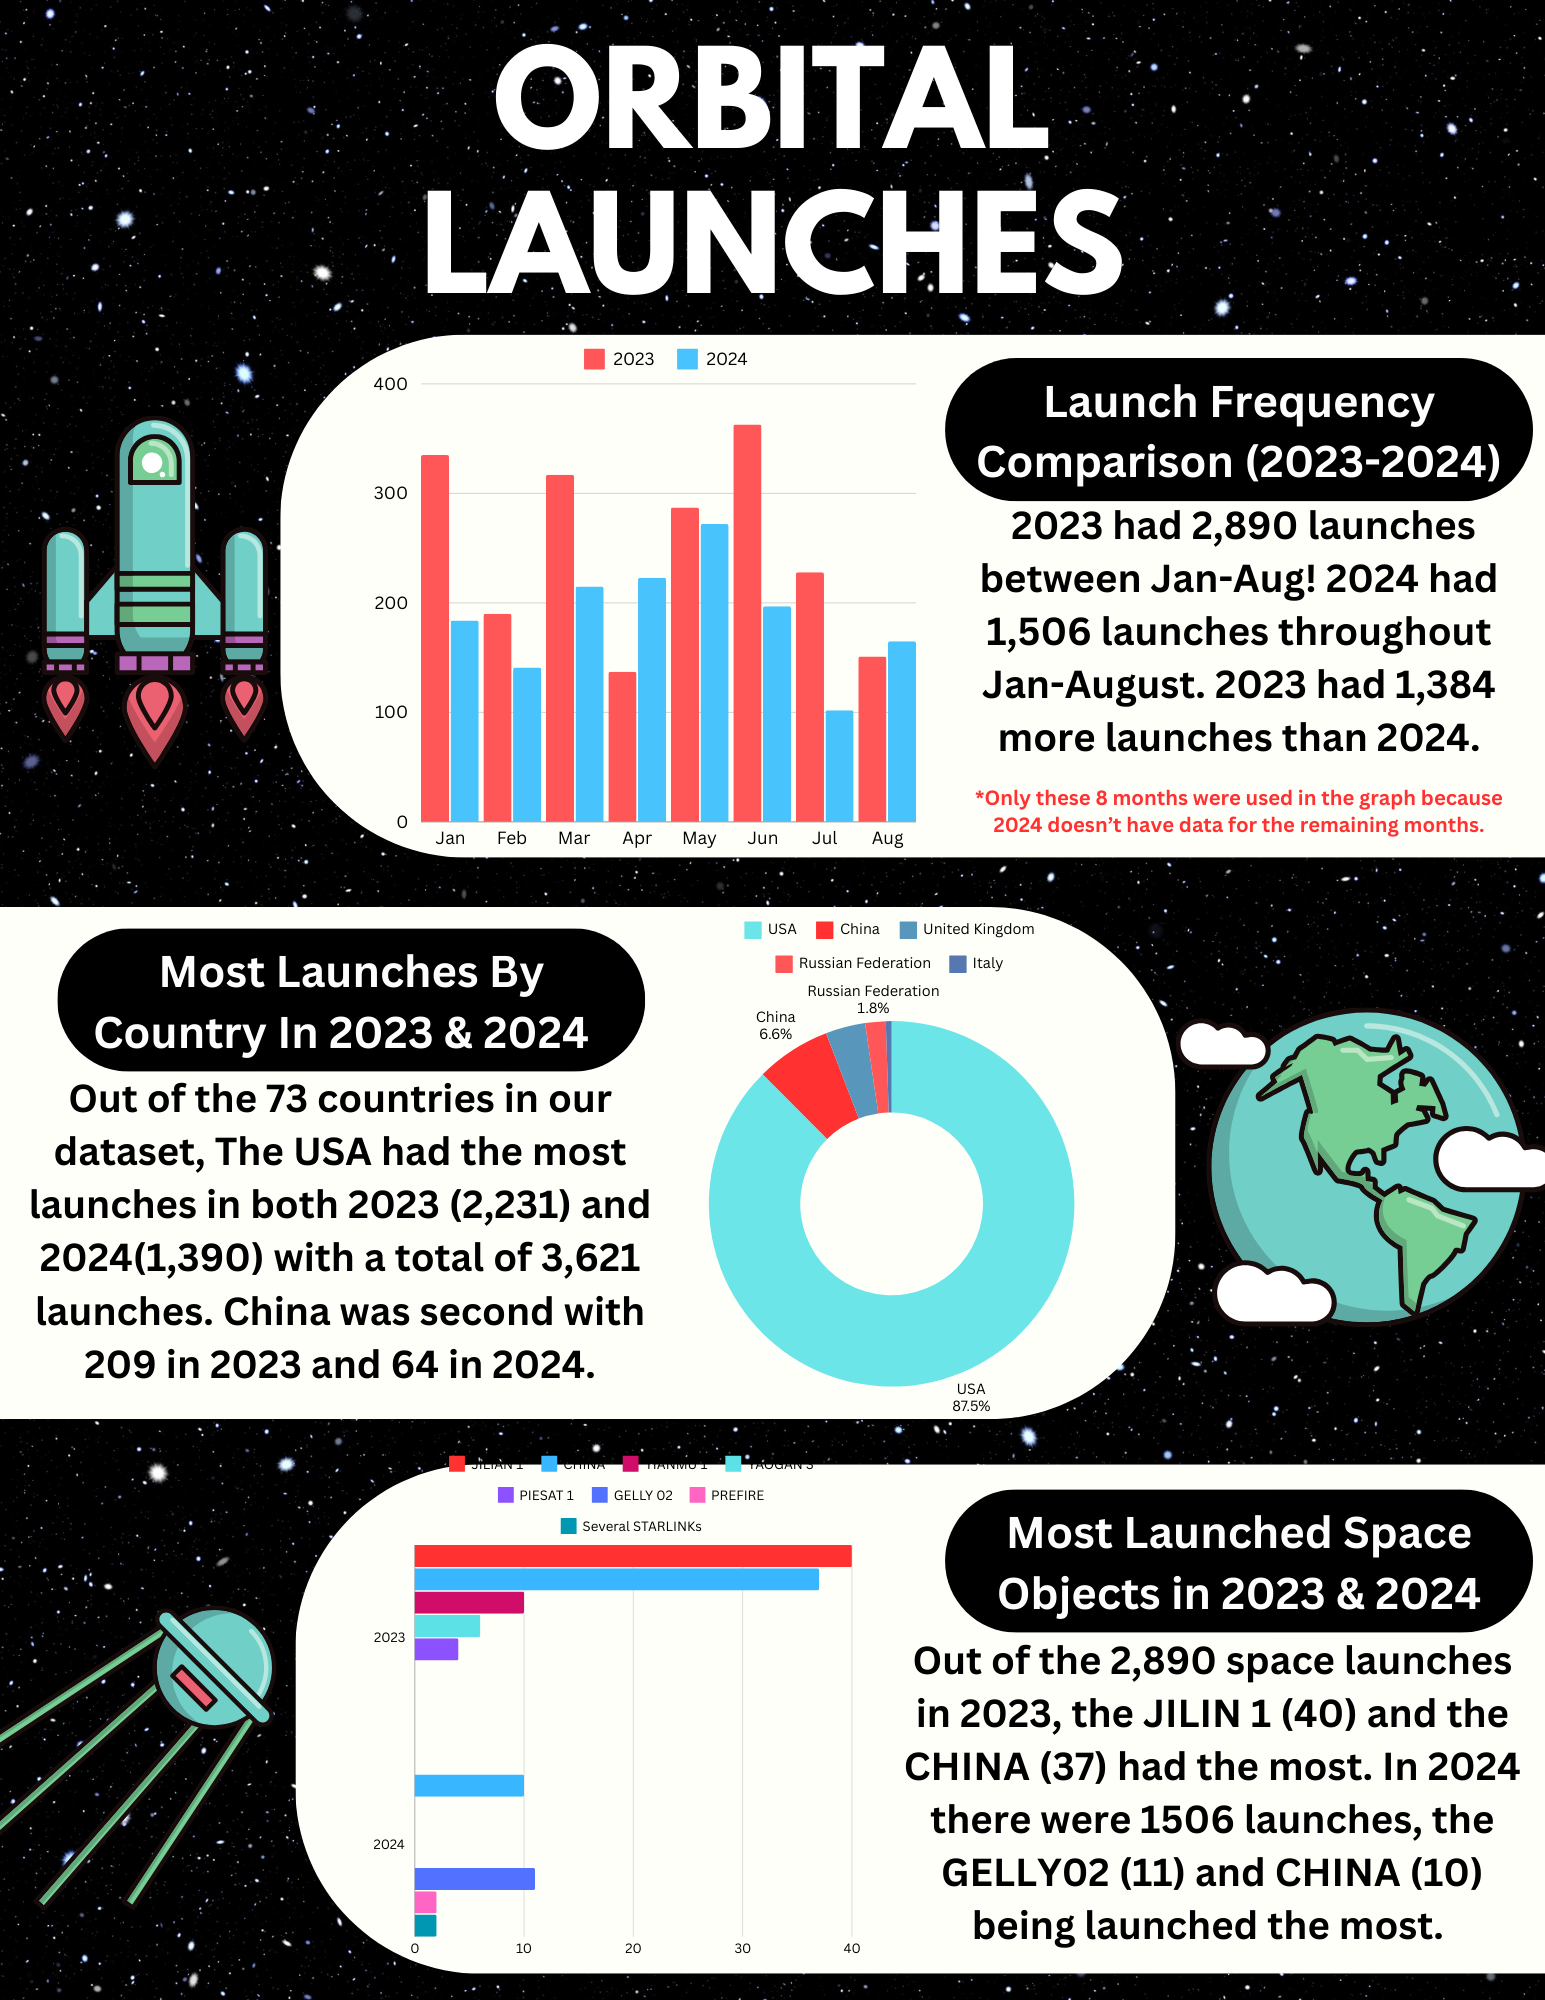 ORBITAL
LAUNCHES
2023 2024
400
300
200
100
0
Jan Feb Mar Apr May Jun Jul Aug
Launch Frequency
Comparison (2023-2024)
2023 had 2,890 launches
between Jan-Aug! 2024 had
1,506 launches throughout
Jan-August. 2023 had 1,384
more launches than 2024.
*Only these 8 months were used in the graph because
2024 doesn’t have data for the remaining months.
Most Launches By
Country In 2023 & 2024
Out of the 73 countries in our
dataset, The USA had the most
launches in both 2023 (2,231) and
2024(1,390) with a total of 3,621
launches. China was second with
209 in 2023 and 64 in 2024.
USA China United Kingdom
Russian Federation Italy
Russian Federation
1.8%
China
6.6%
USA
87.5%
JILIAN 1 CHINA TIANMU 1 YAOGAN 3
PIESAT 1 GELLY 02 PREFIRE
Several STARLINKs
2023
2024
0 10 20 30 40
Most Launched Space
Objects in 2023 & 2024
Out of the 2,890 space launches
in 2023, the JILIN 1 (40) and the
CHINA (37) had the most. In 2024
there were 1506 launches, the
GELLY02 (11) and CHINA (10)
being launched the most.